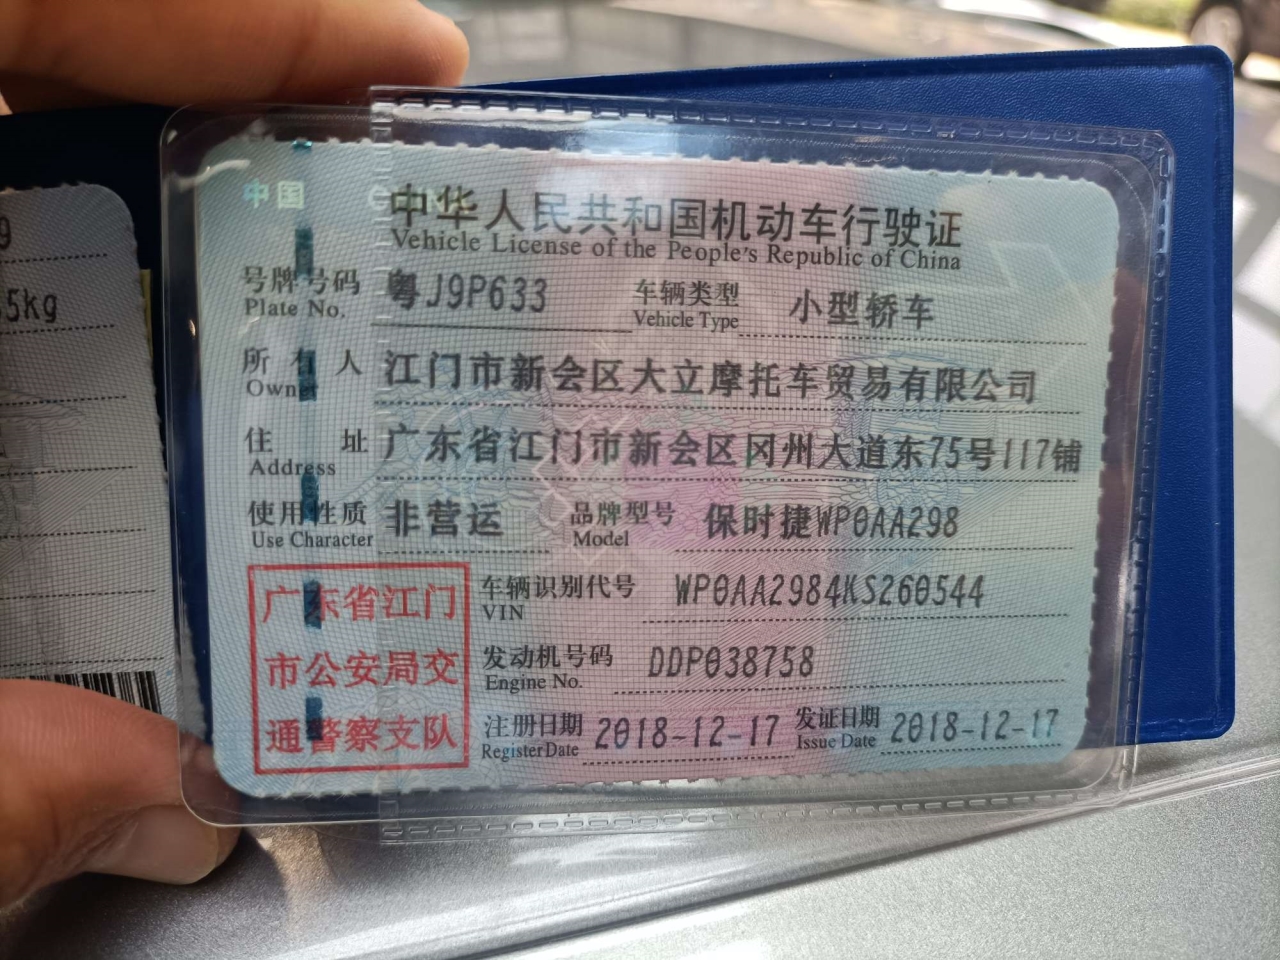 中国
中华人民共和国机动车行驶证
Vehicle License of the People's Republic of China
号牌号码 粤J9P633 车辆类型 小型轿车
Plate No. Vehicle Type
所有人 江门市新会区大立摩托车贸易有限公司
Owner
住址 广东省江门市新会区冈州大道东75号117铺
Address
使用性质 非营运 品牌型号 保时捷WP0AA298
Use Character Model
车辆识别代号 WP0AA2984KS260544
VIN
发动机号码 DDP038758
Engine No.
注册日期 2018-12-17 发证日期 2018-12-17
Register Date Issue Date
广东省江门
市公安局交
通警察支队
9
5kg